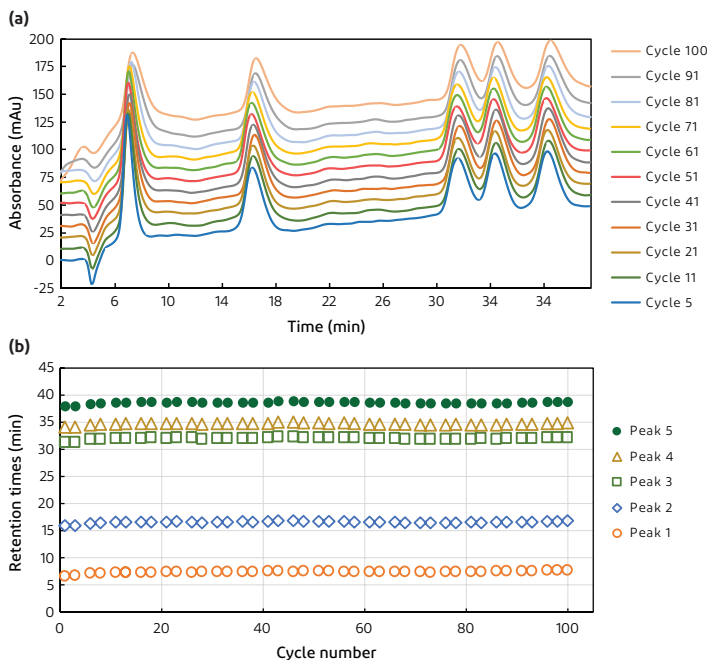 (a)
200
175
150
125
100
75
50
25
0
-25
Absorbance (mAu)
2 6 10 14 18 22 26 30 34 34
Time (min)
Cycle 100
Cycle 91
Cycle 81
Cycle 71
Cycle 61
Cycle 51
Cycle 41
Cycle 31
Cycle 21
Cycle 11
Cycle 5
(b)
45
40
35
30
25
20
15
10
5
0
Retention times (min)
0 20 40 60 80 100
Cycle number
Peak 5
Peak 4
Peak 3
Peak 2
Peak 1